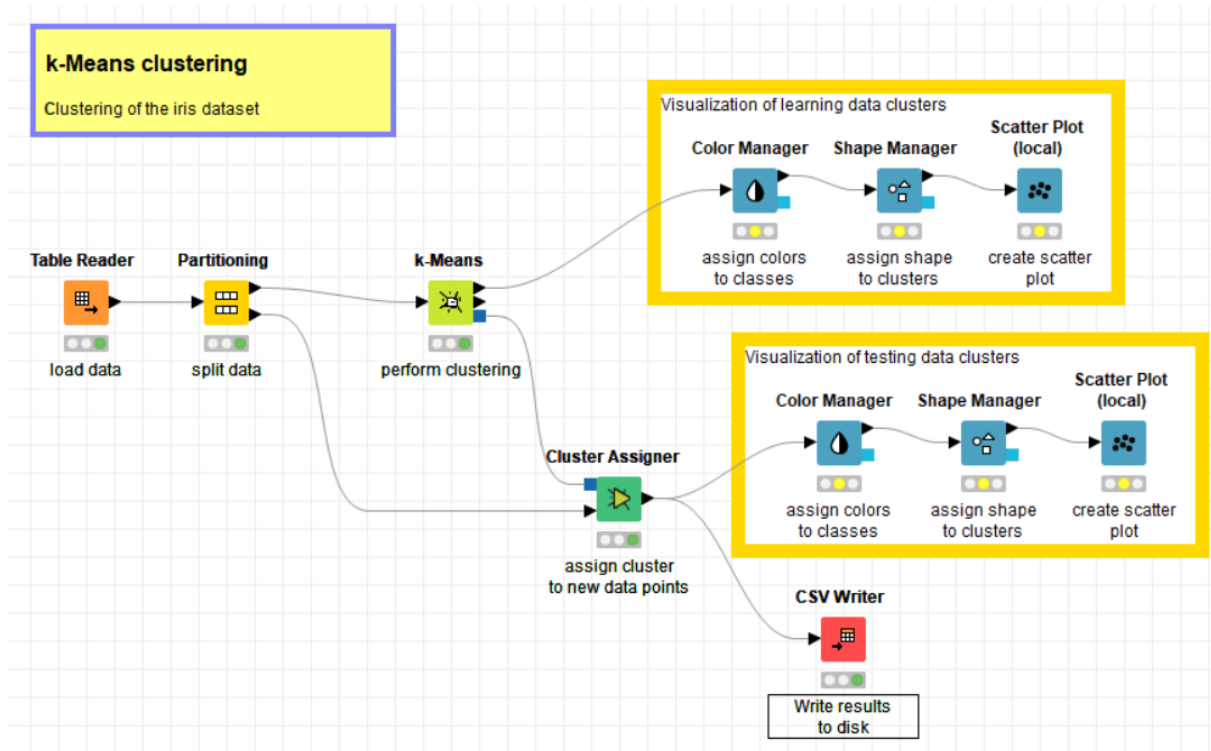 k-Means clustering
Clustering of the iris dataset
Visualization of learning data clusters
Color Manager
Shape Manager
Scatter Plot
(local)
assign colors
to classes
assign shape
to clusters
create scatter
plot
Table Reader
load data
Partitioning
split data
k-Means
perform clustering
Visualization of testing data clusters
Color Manager
Shape Manager
Scatter Plot
(local)
assign colors
to classes
assign shape
to clusters
create scatter
plot
Cluster Assigner
assign cluster
to new data points
CSV Writer
Write results
to disk